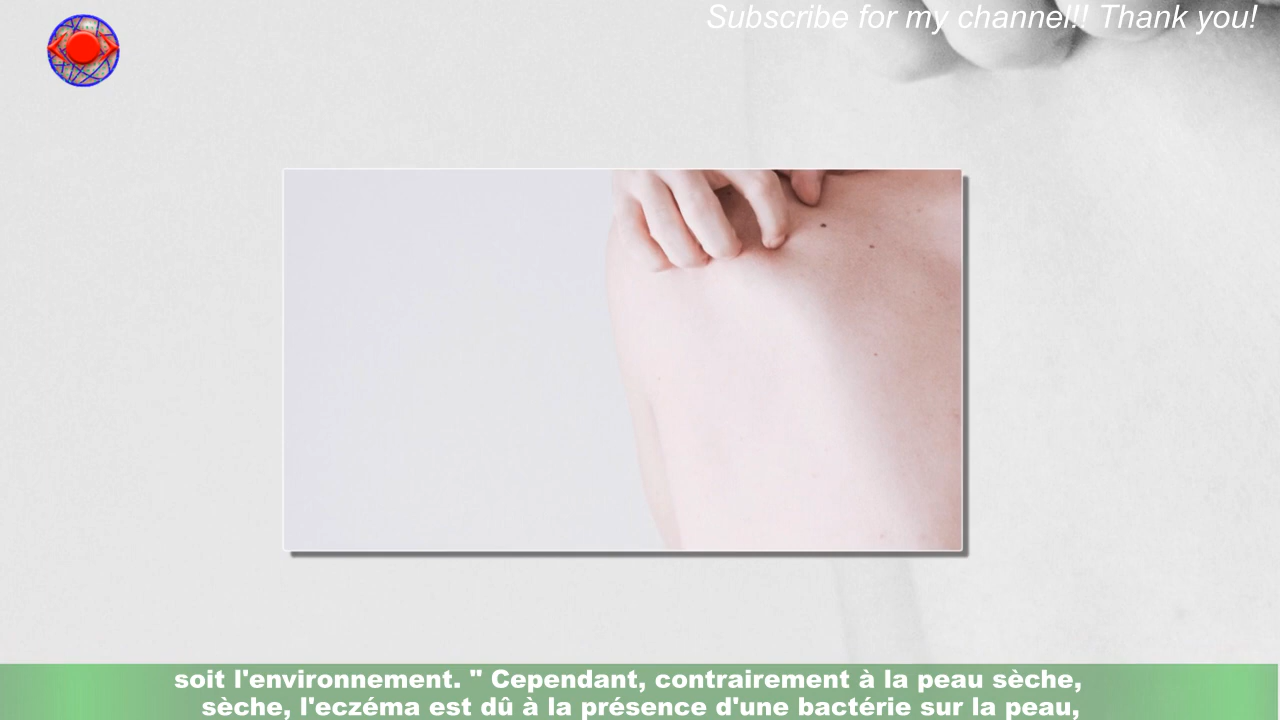 Subscribe for my channel!! Thank you!
soit l'environnement. " Cependant, contrairement à la peau sèche,
sèche, l'eczéma est dû à la présence d'une bactérie sur la peau,